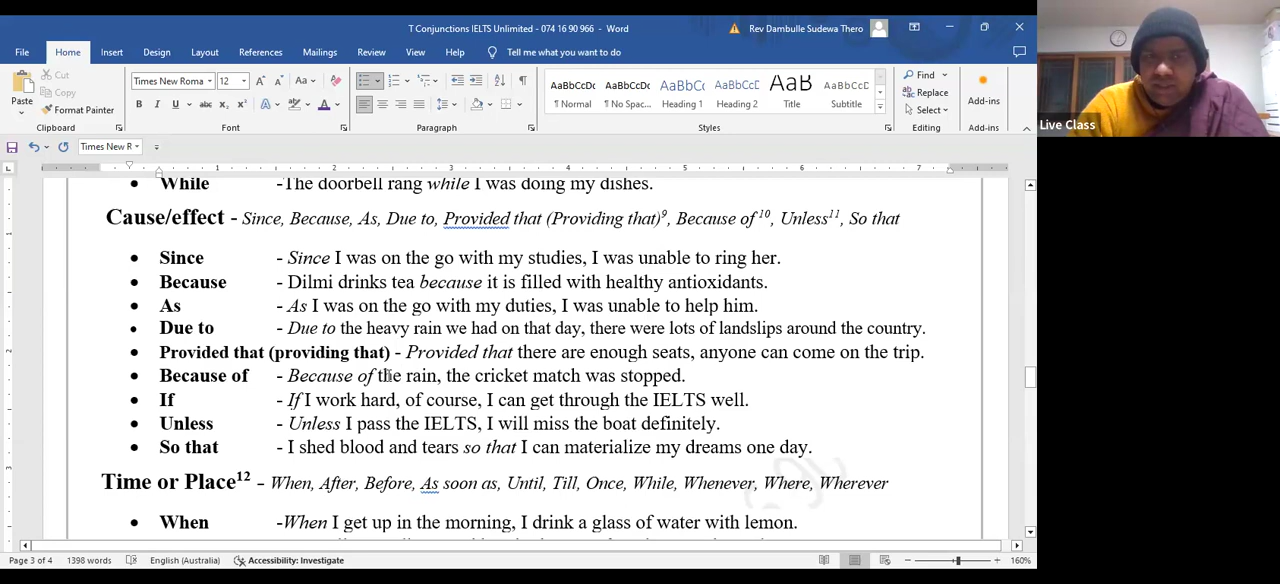 T Conjunctions IELTS Unlimited - 074 16 90 966 - Word
Rev Dambulle Sudewa Thero
File Home Insert Design Layout References Mailings Review View Help Tell me what you want to do
Paste
Cut
Copy
Format Painter
Clipboard
Times New Roma 12
Font
Paragraph
AaBbCcDc AaBbCcDc AaBbCc AaBbCcD AaB AaBbCcD
¶ Normal ¶ No Spac... Heading 1 Heading 2 Title Subtitle
Styles
Find
Replace
Select
Editing
Add-ins
Add-ins
Live Class
Times New R
1 2 3 4 5 6 7
• While -The doorbell rang while I was doing my dishes.
Cause/effect - Since, Because, As, Due to, Provided that (Providing that)⁹, Because of ¹⁰, Unless¹¹, So that
• Since - Since I was on the go with my studies, I was unable to ring her.
• Because - Dilmi drinks tea because it is filled with healthy antioxidants.
• As - As I was on the go with my duties, I was unable to help him.
• Due to - Due to the heavy rain we had on that day, there were lots of landslips around the country.
• Provided that (providing that) - Provided that there are enough seats, anyone can come on the trip.
• Because of - Because of the rain, the cricket match was stopped.
• If - If I work hard, of course, I can get through the IELTS well.
• Unless - Unless I pass the IELTS, I will miss the boat definitely.
• So that - I shed blood and tears so that I can materialize my dreams one day.
Time or Place¹² - When, After, Before, As soon as, Until, Till, Once, While, Whenever, Where, Wherever
• When -When I get up in the morning, I drink a glass of water with lemon.
Page 3 of 4 1398 words English (Australia) Accessibility: Investigate 160%